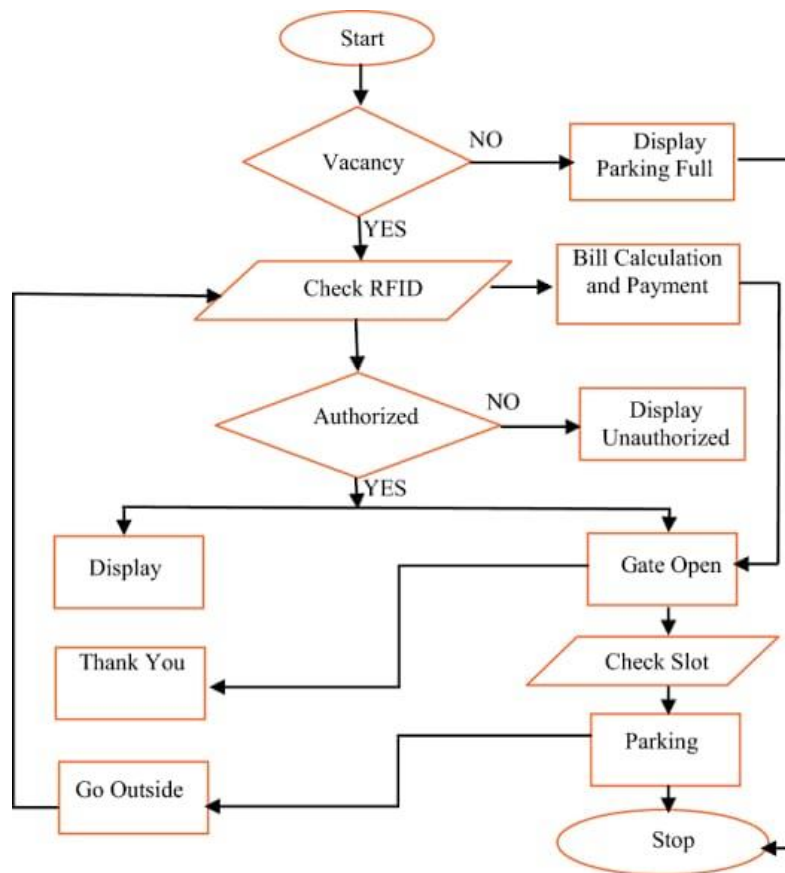 Start
Vacancy
NO
Display
Parking Full
YES
Check RFID
Bill Calculation
and Payment
Authorized
NO
Display
Unauthorized
YES
Display
Gate Open
Thank You
Check Slot
Parking
Go Outside
Stop